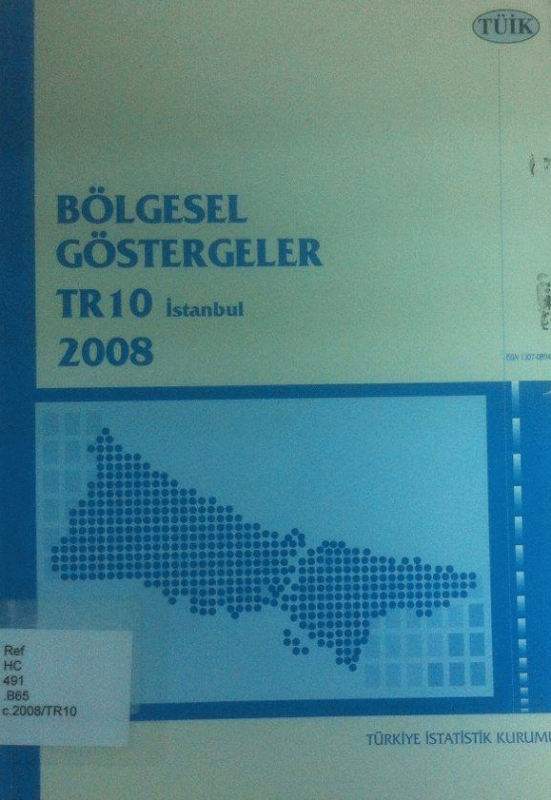 TÜİK
BÖLGESEL
GÖSTERGELER
TR10 İstanbul
2008
Ref
HC
491
.B65
c.2008/TR10
TÜRKİYE İSTATİSTİK KURUMU